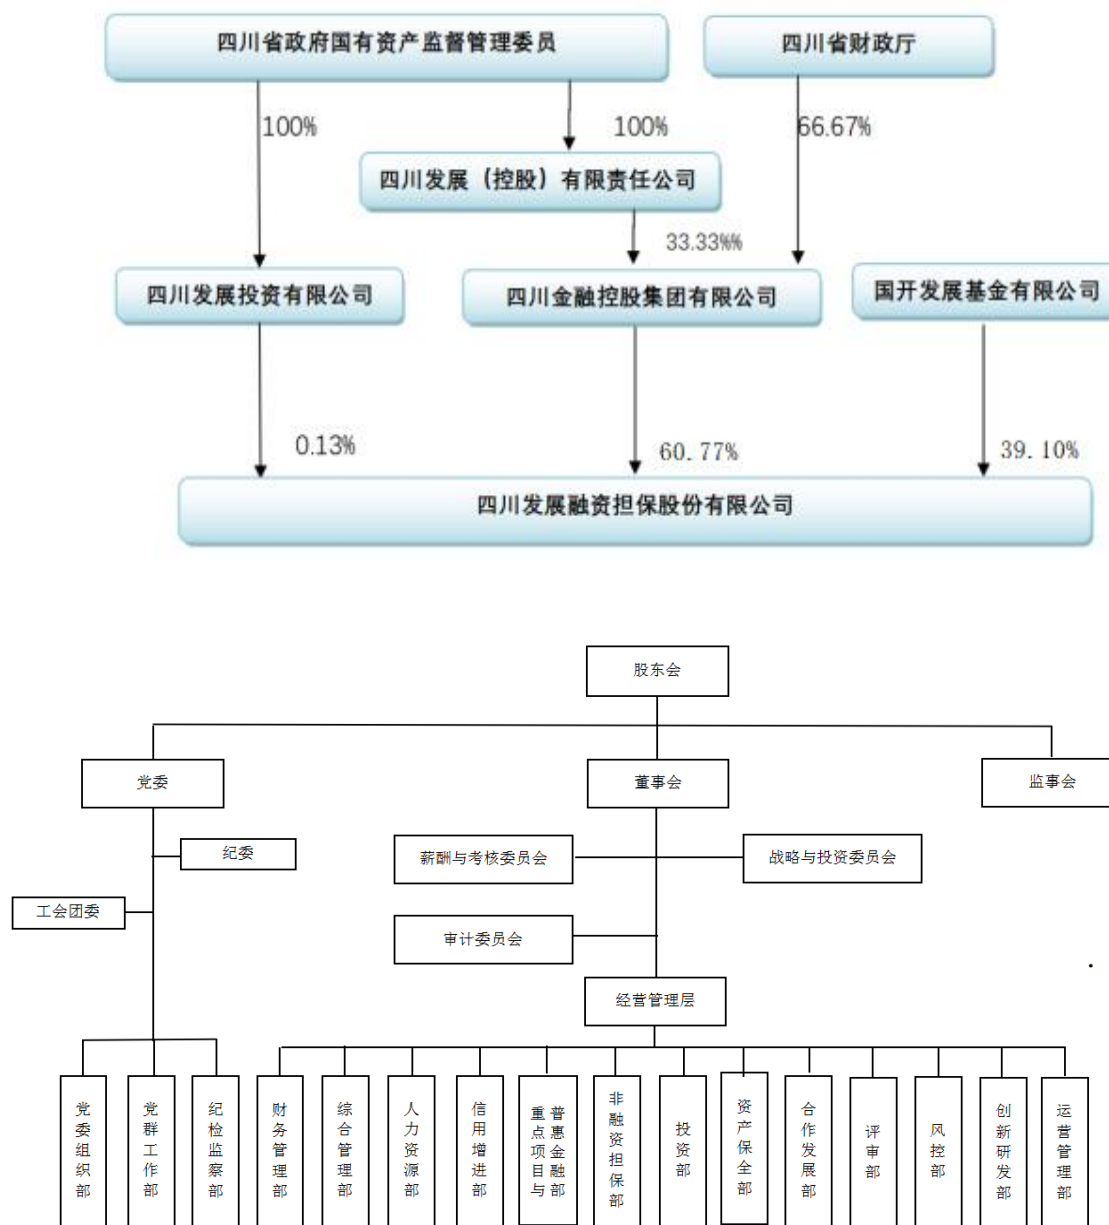 四川省政府国有资产监督管理委员
四川省财政厅
100%
100%
66.67%
四川发展（控股）有限责任公司
33.33%%
四川发展投资有限公司
四川金融控股集团有限公司
国开发展基金有限公司
0.13%
60.77%
39.10%
四川发展融资担保股份有限公司
股东会
党委
董事会
监事会
纪委
薪酬与考核委员会
战略与投资委员会
工会团委
审计委员会
经营管理层
党委组织部
党群工作部
纪检监察部
财务管理部
综合管理部
人力资源部
信用增进部
重点项目与
普惠金融部
非融资担保部
投资部
资产保全部
合作发展部
评审部
风控部
创新研发部
运营管理部